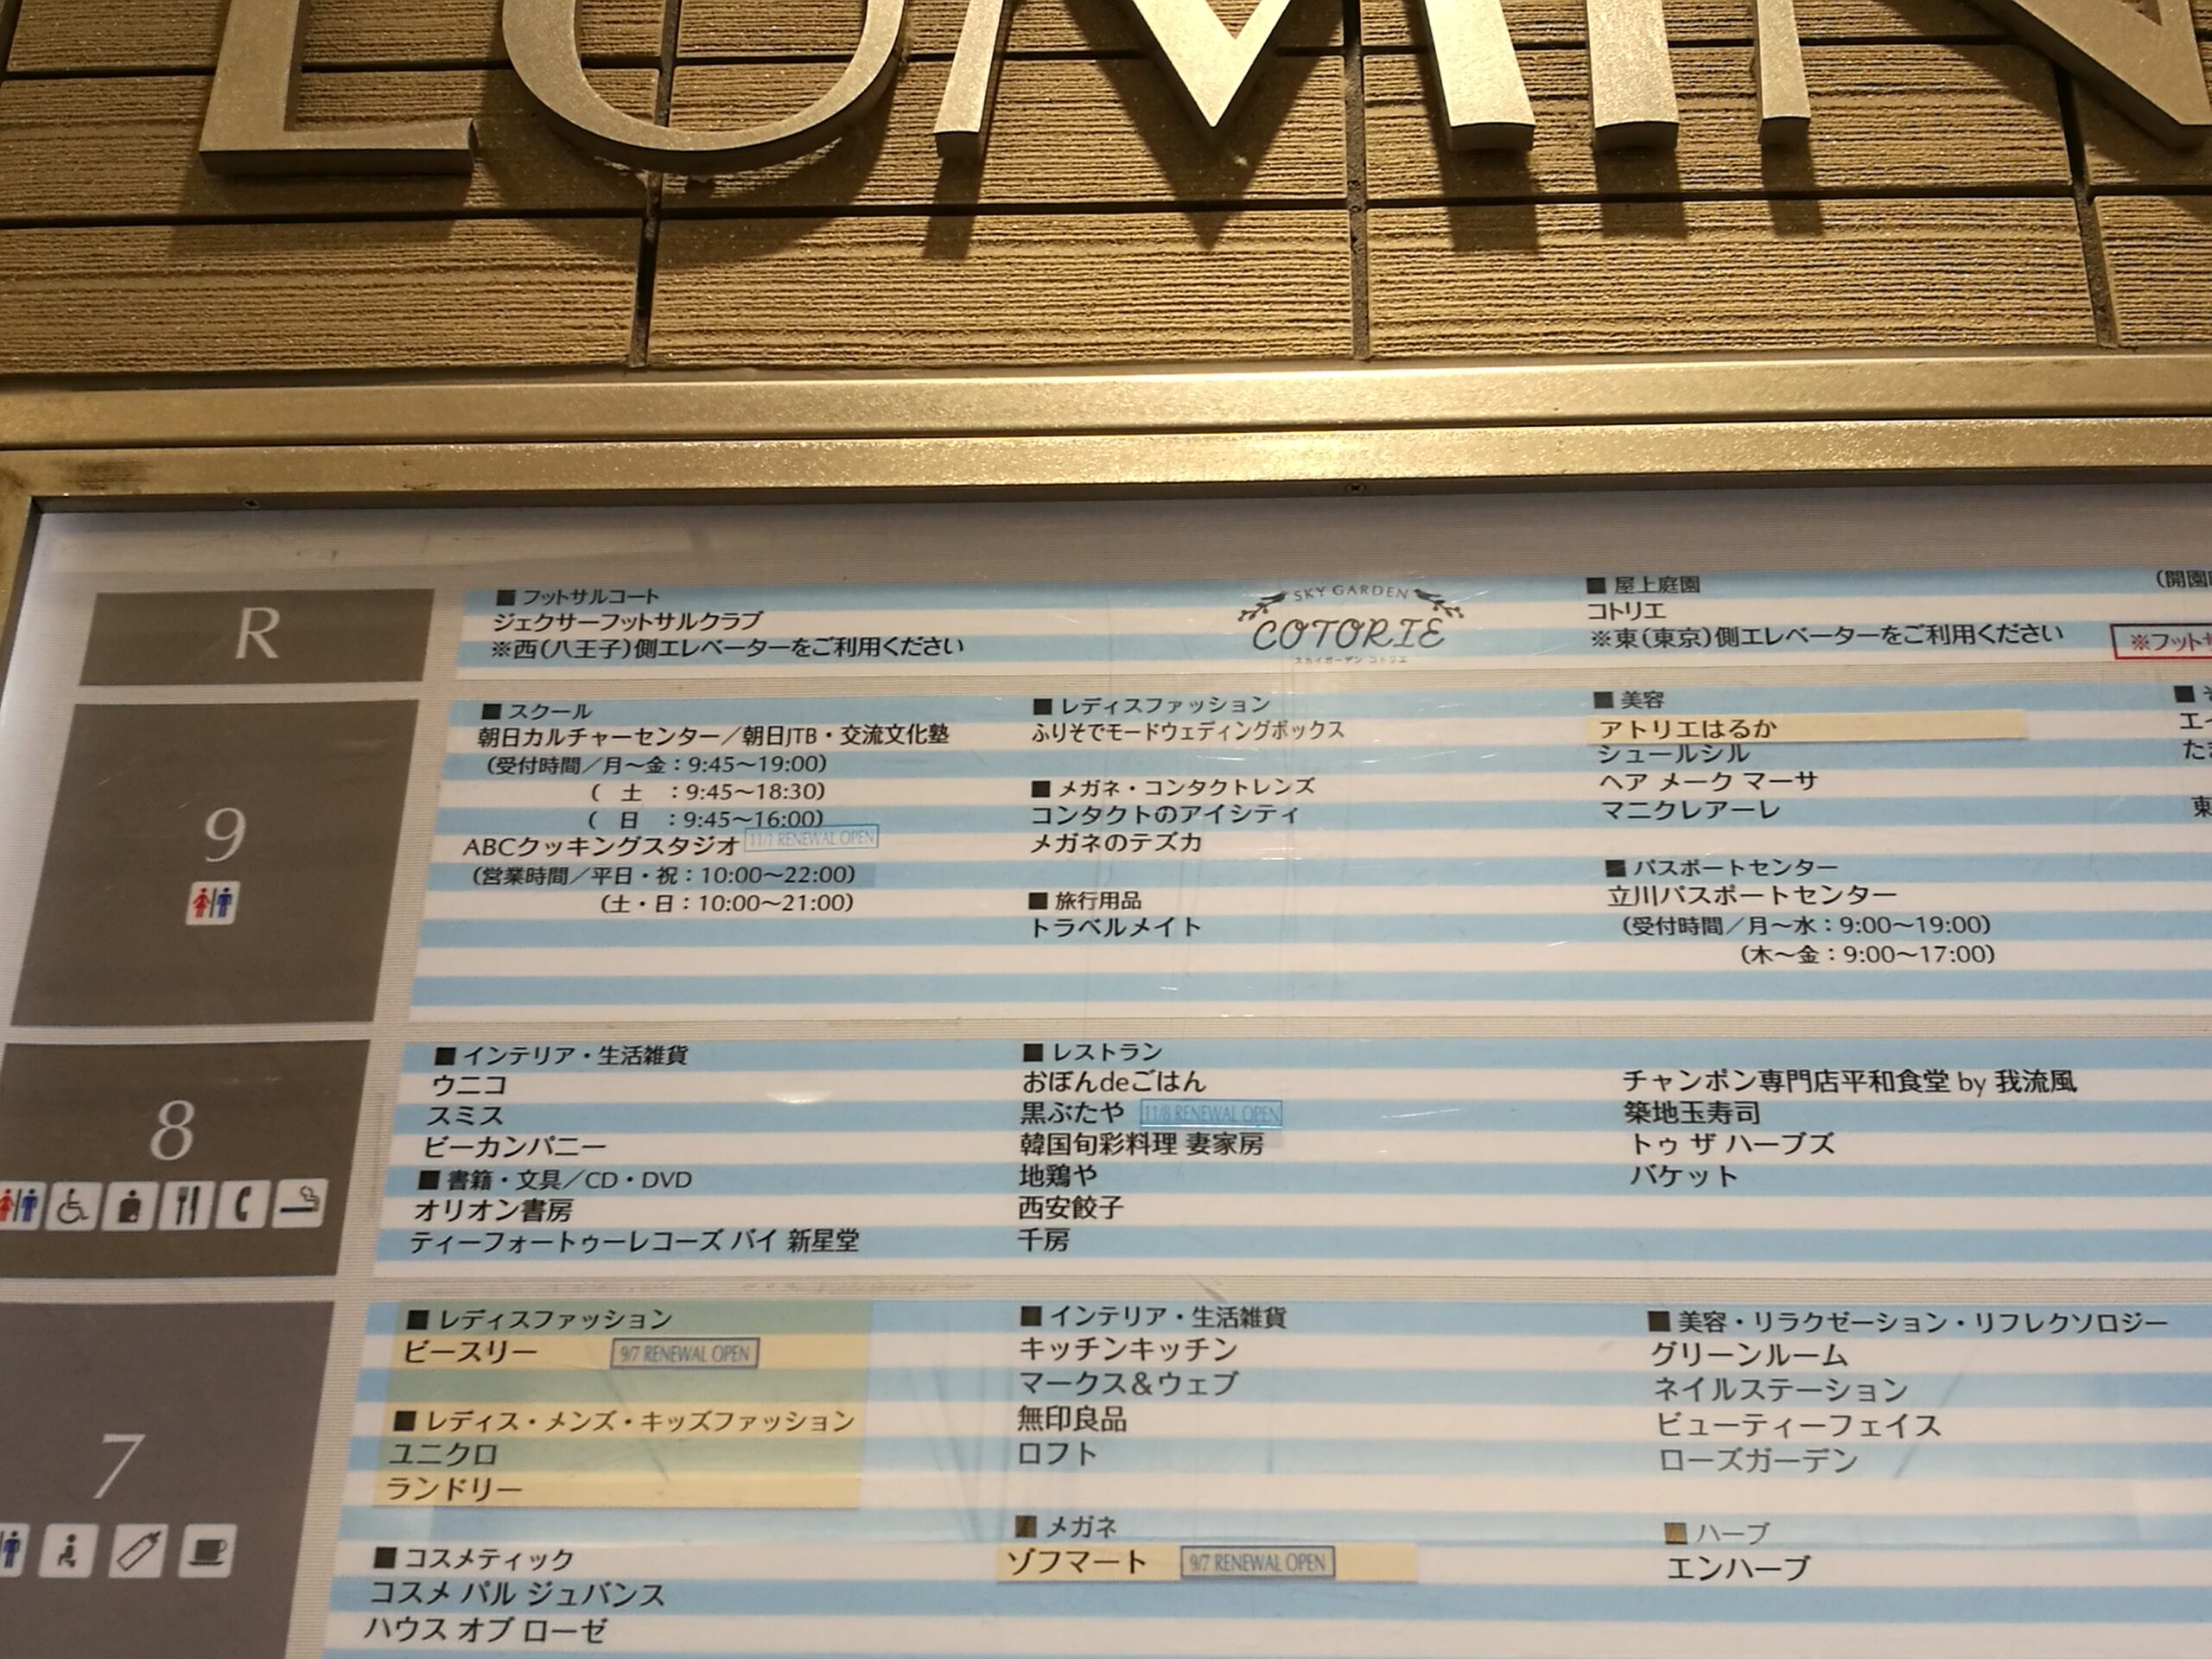 LUMIN
R
■ フットサルコート
ジェクサーフットサルクラブ
※西(八王子)側エレベーターをご利用ください
SKY GARDEN
COTORIE
スカイガーデン コトリエ
■ 屋上庭園
コトリエ
※東(東京)側エレベーターをご利用ください
(開園
※フット
9
■ スクール
朝日カルチャーセンター/朝日JTB・交流文化塾
(受付時間/月〜金:9:45〜19:00)
( 土 :9:45〜18:30)
( 日 :9:45〜16:00)
ABCクッキングスタジオ 11/1 RENEWAL OPEN
(営業時間/平日・祝:10:00〜22:00)
(土・日:10:00〜21:00)
■ レディスファッション
ふりそでモードウェディングボックス
■ メガネ・コンタクトレンズ
コンタクトのアイシティ
メガネのテヅカ
■ 旅行用品
トラベルメイト
■ 美容
アトリエはるか
シュールシル
ヘア メーク マーサ
マニクレアーレ
■ パスポートセンター
立川パスポートセンター
(受付時間/月〜水:9:00〜19:00)
(木〜金:9:00〜17:00)
エイ
東
8
■ インテリア・生活雑貨
ウニコ
スミス
ビーカンパニー
■ 書籍・文具/CD・DVD
オリオン書房
ティーフォートゥーレコーズ バイ 新星堂
■ レストラン
おぼんdeごはん
黒ぶたや 11/8 RENEWAL OPEN
韓国旬彩料理 妻家房
地鶏や
西安餃子
千房
チャンポン専門店平和食堂 by 我流風
築地玉寿司
トゥ ザ ハーブズ
バケット
7
■ レディスファッション
ビースリー 9/7 RENEWAL OPEN
■ レディス・メンズ・キッズファッション
ユニクロ
ランドリー
■ コスメティック
コスメ パル ジュバンス
ハウス オブ ローゼ
■ インテリア・生活雑貨
キッチンキッチン
マークス&ウェブ
無印良品
ロフト
■ メガネ
ゾフマート 9/7 RENEWAL OPEN
■ 美容・リラクゼーション・リフレクソロジー
グリーンルーム
ネイルステーション
ビューティーフェイス
ローズガーデン
■ ハーブ
エンハーブ